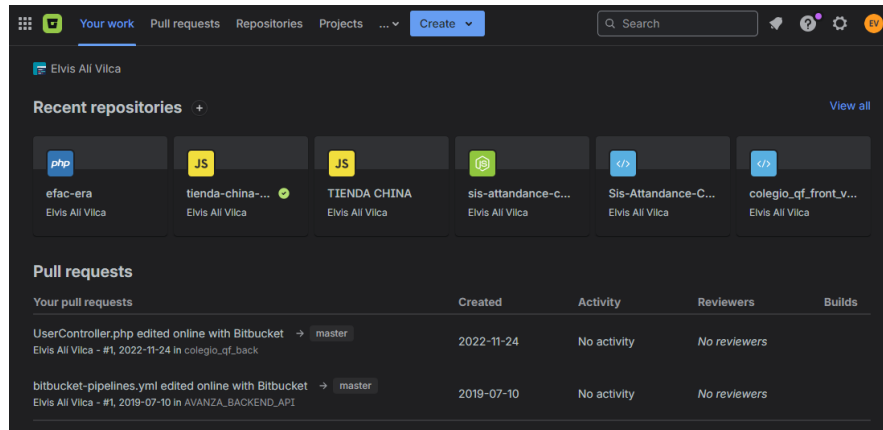 Your work Pull requests Repositories Projects ... Create Search ? EV
Elvis Alí Vilca
Recent repositories + View all
php JS JS JS </> </>
efac-era tienda-china-... TIENDA CHINA sis-attandance-c... Sis-Attandance-C... colegio_qf_front_v...
Elvis Alí Vilca Elvis Alí Vilca Elvis Alí Vilca Elvis Alí Vilca Elvis Alí Vilca Elvis Alí Vilca
Pull requests
Your pull requests Created Activity Reviewers Builds
UserController.php edited online with Bitbucket → master
2022-11-24 No activity No reviewers
Elvis Alí Vilca - #1, 2022-11-24 in colegio_qf_back
bitbucket-pipelines.yml edited online with Bitbucket → master
2019-07-10 No activity No reviewers
Elvis Alí Vilca - #1, 2019-07-10 in AVANZA_BACKEND_API